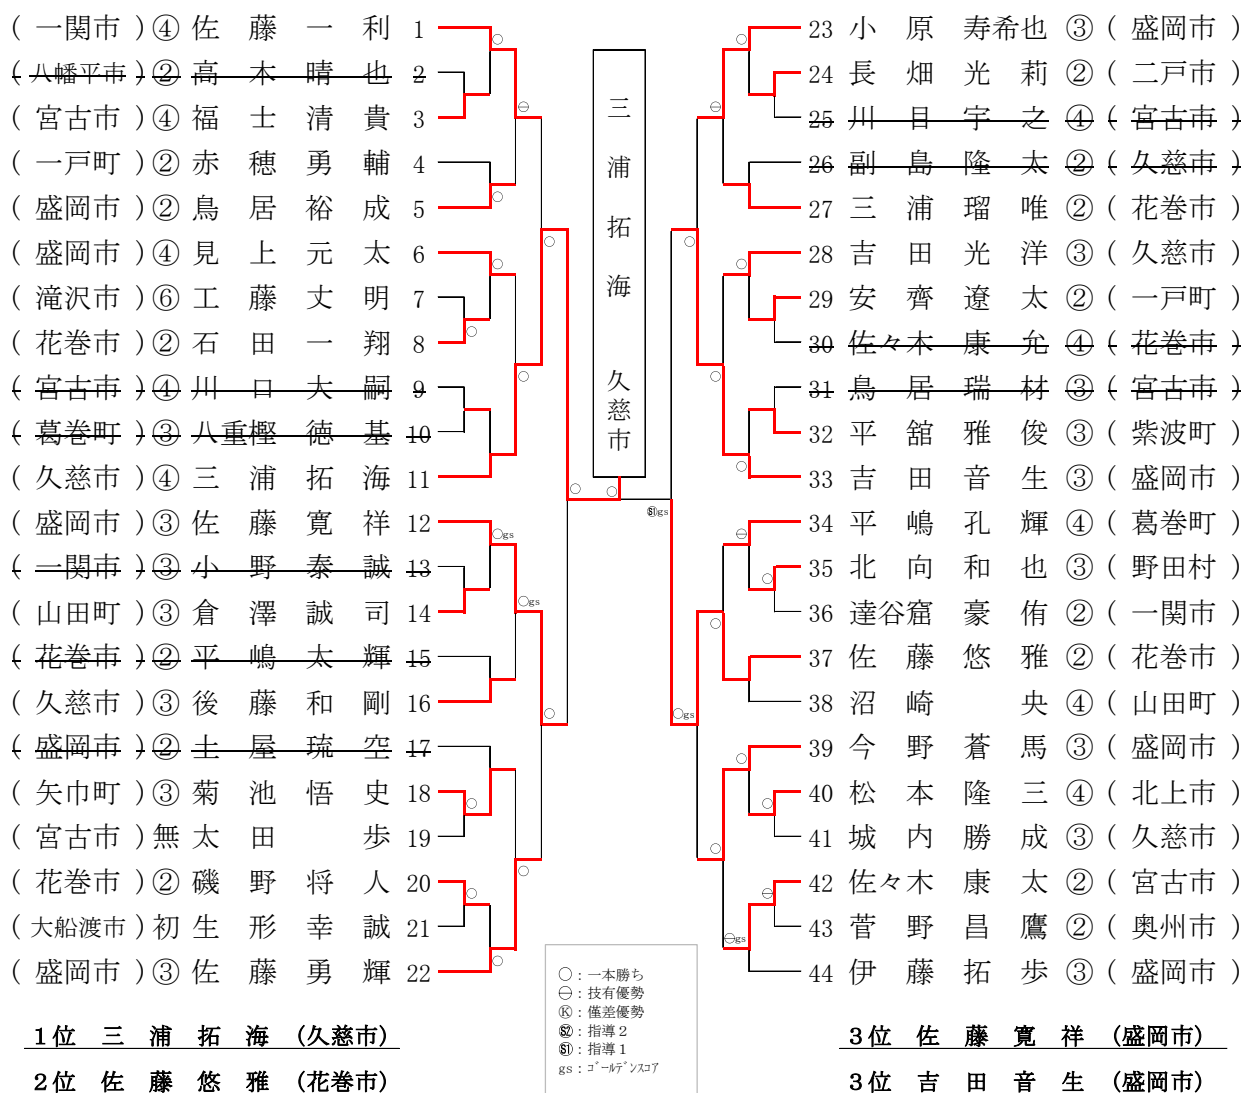 ( 一関市 ) ④ 佐藤一利 1
( 八幡平市 ) ② 高木晴也 2
( 宮古市 ) ④ 福士清貴 3
( 一戸町 ) ② 赤穂勇輔 4
( 盛岡市 ) ② 鳥居裕成 5
( 盛岡市 ) ④ 見上元太 6
( 滝沢市 ) ⑥ 工藤丈明 7
( 花巻市 ) ② 石田一翔 8
( 宮古市 ) ④ 川口大嗣 9
( 葛巻町 ) ③ 八重樫徳基 10
( 久慈市 ) ④ 三浦拓海 11
( 盛岡市 ) ③ 佐藤寛祥 12
( 一関市 ) ③ 小野泰誠 13
( 山田町 ) ③ 倉澤誠司 14
( 花巻市 ) ② 平嶋太輝 15
( 久慈市 ) ③ 後藤和剛 16
( 盛岡市 ) ② 土屋琉空 17
( 矢巾町 ) ③ 菊池悟史 18
( 宮古市 ) 無 太田歩 19
( 花巻市 ) ② 磯野将人 20
( 大船渡市 ) 初 生形幸誠 21
( 盛岡市 ) ③ 佐藤勇輝 22
三浦拓海 久慈市
○gs
○gs
23 小原寿希也 ③ ( 盛岡市 )
24 長畑光莉 ② ( 二戸市 )
25 川目宇之 ④ ( 宮古市 )
26 副島隆太 ② ( 久慈市 )
27 三浦瑠唯 ② ( 花巻市 )
28 吉田光洋 ③ ( 久慈市 )
29 安齊遼太 ② ( 一戸町 )
30 佐々木康允 ④ ( 花巻市 )
31 鳥居瑞材 ③ ( 宮古市 )
32 平舘雅俊 ③ ( 紫波町 )
33 吉田音生 ③ ( 盛岡市 )
34 平嶋孔輝 ④ ( 葛巻町 )
35 北向和也 ③ ( 野田村 )
36 達谷窟豪侑 ② ( 一関市 )
37 佐藤悠雅 ② ( 花巻市 )
38 沼崎央 ④ ( 山田町 )
39 今野蒼馬 ③ ( 盛岡市 )
40 松本隆三 ④ ( 北上市 )
41 城内勝成 ③ ( 久慈市 )
42 佐々木康太 ② ( 宮古市 )
43 菅野昌鷹 ② ( 奥州市 )
44 伊藤拓歩 ③ ( 盛岡市 )
Ⓢ1gs
○gs
⊖gs
○：一本勝ち
⊖：技有優勢
Ⓚ：僅差優勢
Ⓢ2：指導２
Ⓢ1：指導１
gs：ｺﾞｰﾙﾃﾞﾝｽｺｱ
1位 三浦拓海 (久慈市)
2位 佐藤悠雅 (花巻市)
3位 佐藤寛祥 (盛岡市)
3位 吉田音生 (盛岡市)